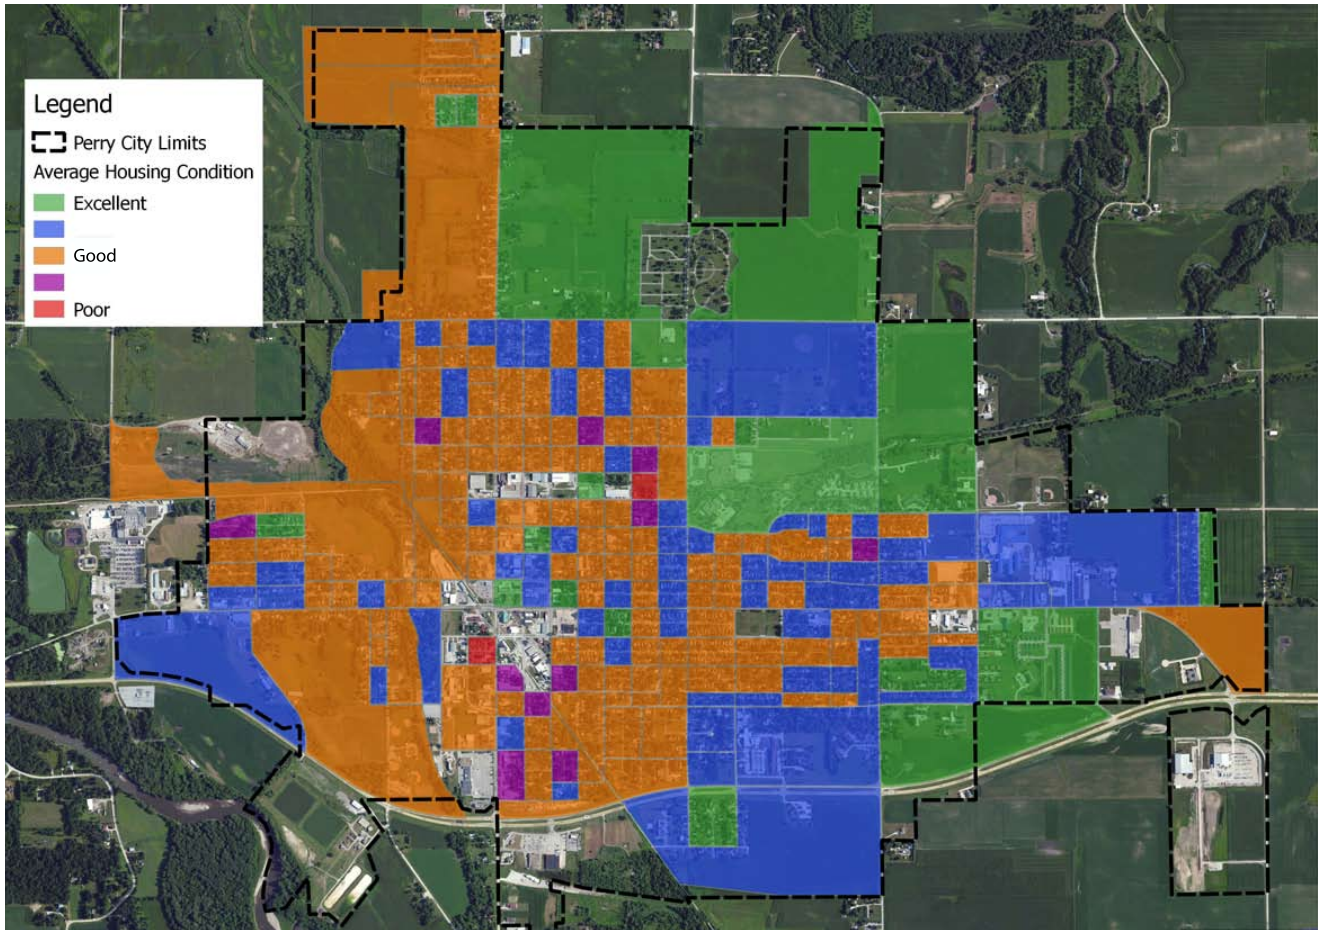 Legend
Perry City Limits
Average Housing Condition
Excellent
Good
Poor